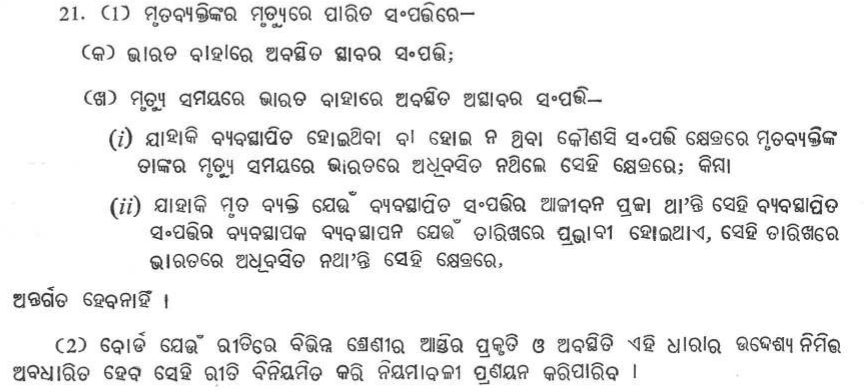 21. (1) ମୃତବ୍ୟକ୍ତିଙ୍କର ମୃତ୍ୟୁରେ ପାରିତ ସଂପତ୍ତିରେ—
(କ) ଭାରତ ବାହାରେ ଅବସ୍ଥିତ ସ୍ଥାବର ସଂପତ୍ତି;
(ଖ) ମୃତ୍ୟୁ ସମୟରେ ଭାରତ ବାହାରେ ଅବସ୍ଥିତ ଅସ୍ଥାବର ସଂପତ୍ତି—
(i) ଯାହାକି ବ୍ୟବସ୍ଥାପିତ ହୋଇଥିବା ବା ହୋଇ ନ ଥିବା କୌଣସି ସଂପତ୍ତି କ୍ଷେତ୍ରରେ ମୃତବ୍ୟକ୍ତିଙ୍କ
ତାଙ୍କର ମୃତ୍ୟୁ ସମୟରେ ଭାରତରେ ଅଧିବସିତ ନଥିଲେ ସେହି କ୍ଷେତ୍ରରେ; କିମ୍ବା
(ii) ଯାହାକି ମୃତ ବ୍ୟକ୍ତି ଯେଉଁ ବ୍ୟବସ୍ଥାପିତ ସଂପତ୍ତିର ଆଜୀବନ ପ୍ରଜା ଥା'ନ୍ତି ସେହି ବ୍ୟବସ୍ଥାପିତ
ସଂପତ୍ତିର ବ୍ୟବସ୍ଥାପକ ବ୍ୟବସ୍ଥାପନ ଯେଉଁ ତାରିଖରେ ପ୍ରଭାବୀ ହୋଇଥାଏ, ସେହି ତାରିଖରେ
ଭାରତରେ ଅଧିବସିତ ନଥା'ନ୍ତି ସେହି କ୍ଷେତ୍ରରେ,
ଅନ୍ତର୍ଗତ ହେବନାହିଁ ।
(2) ବୋର୍ଡ ଯେଉଁ ରୀତିରେ ବିଭିନ୍ନ ଶ୍ରେଣୀର ଆସ୍ତିର ପ୍ରକୃତି ଓ ଅବସ୍ଥିତି ଏହି ଧାରାର ଉଦ୍ଦେଶ୍ୟ ନିମିତ୍ତ
ଅବଧାରିତ ହେବ ସେହି ରୀତି ବିନିୟମିତ କରି ନିୟମାବଳୀ ପ୍ରଣୟନ କରିପାରିବ ।